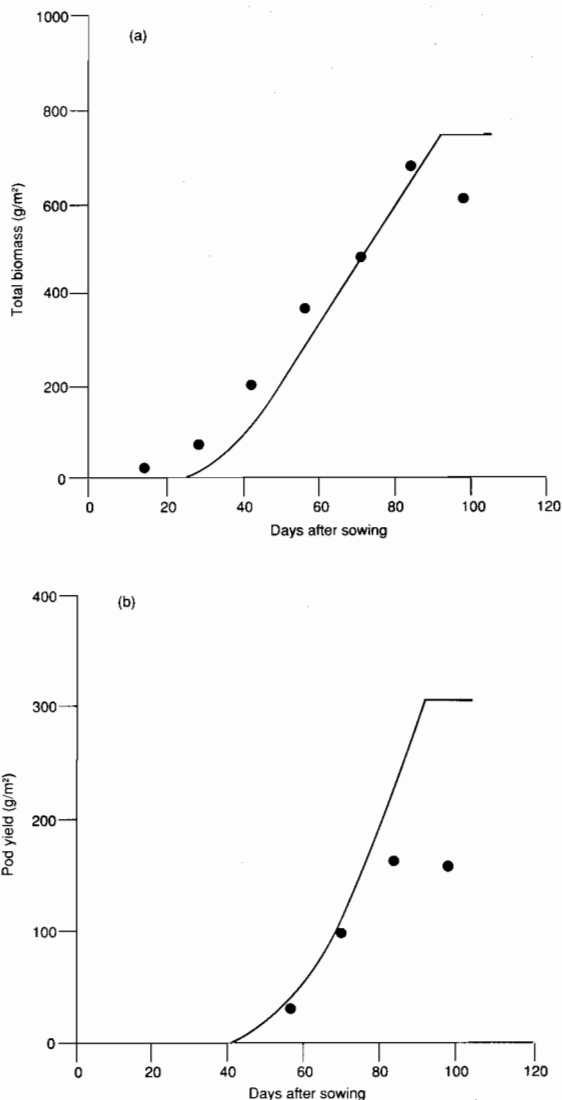 1000
(a)
800
600
400
200
0
Total biomass (g/m²)
0 20 40 60 80 100 120
Days after sowing
400
(b)
300
200
100
0
Pod yield (g/m²)
0 20 40 60 80 100 120
Days after sowing